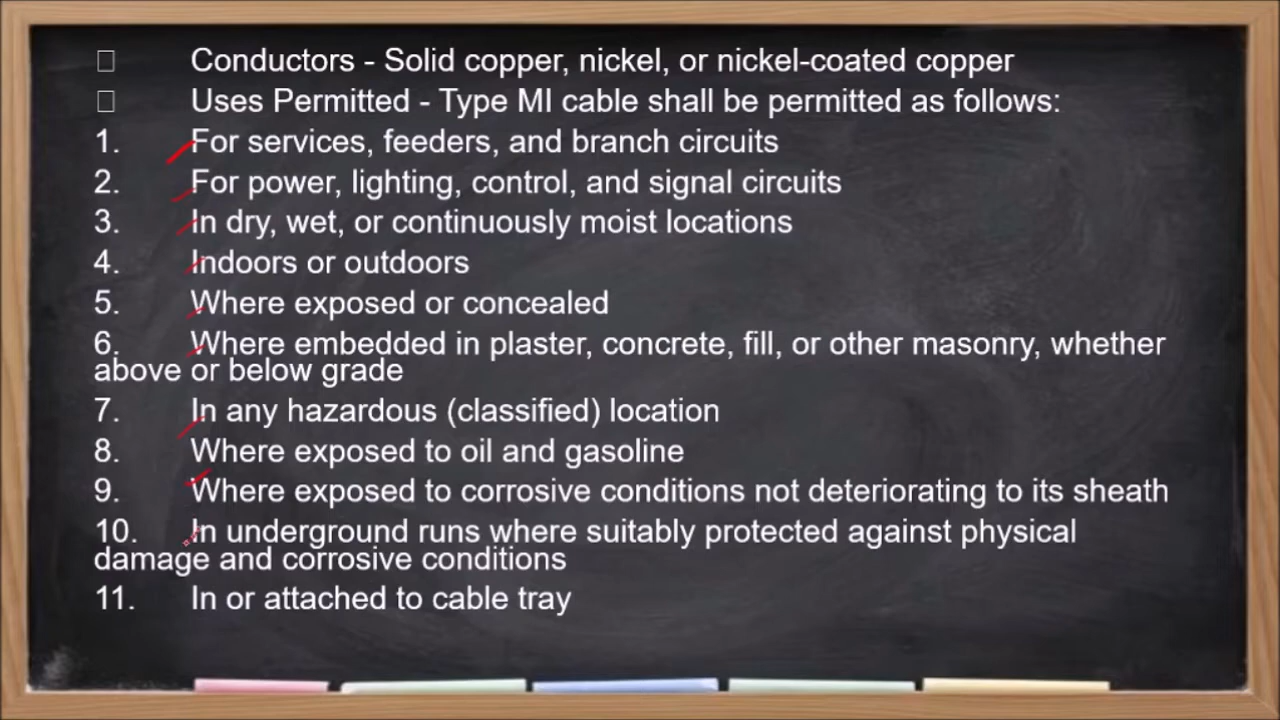 Conductors - Solid copper, nickel, or nickel-coated copper
Uses Permitted - Type MI cable shall be permitted as follows:
1. For services, feeders, and branch circuits
2. For power, lighting, control, and signal circuits
3. In dry, wet, or continuously moist locations
4. Indoors or outdoors
5. Where exposed or concealed
6. Where embedded in plaster, concrete, fill, or other masonry, whether
above or below grade
7. In any hazardous (classified) location
8. Where exposed to oil and gasoline
9. Where exposed to corrosive conditions not deteriorating to its sheath
10. In underground runs where suitably protected against physical
damage and corrosive conditions
11. In or attached to cable tray